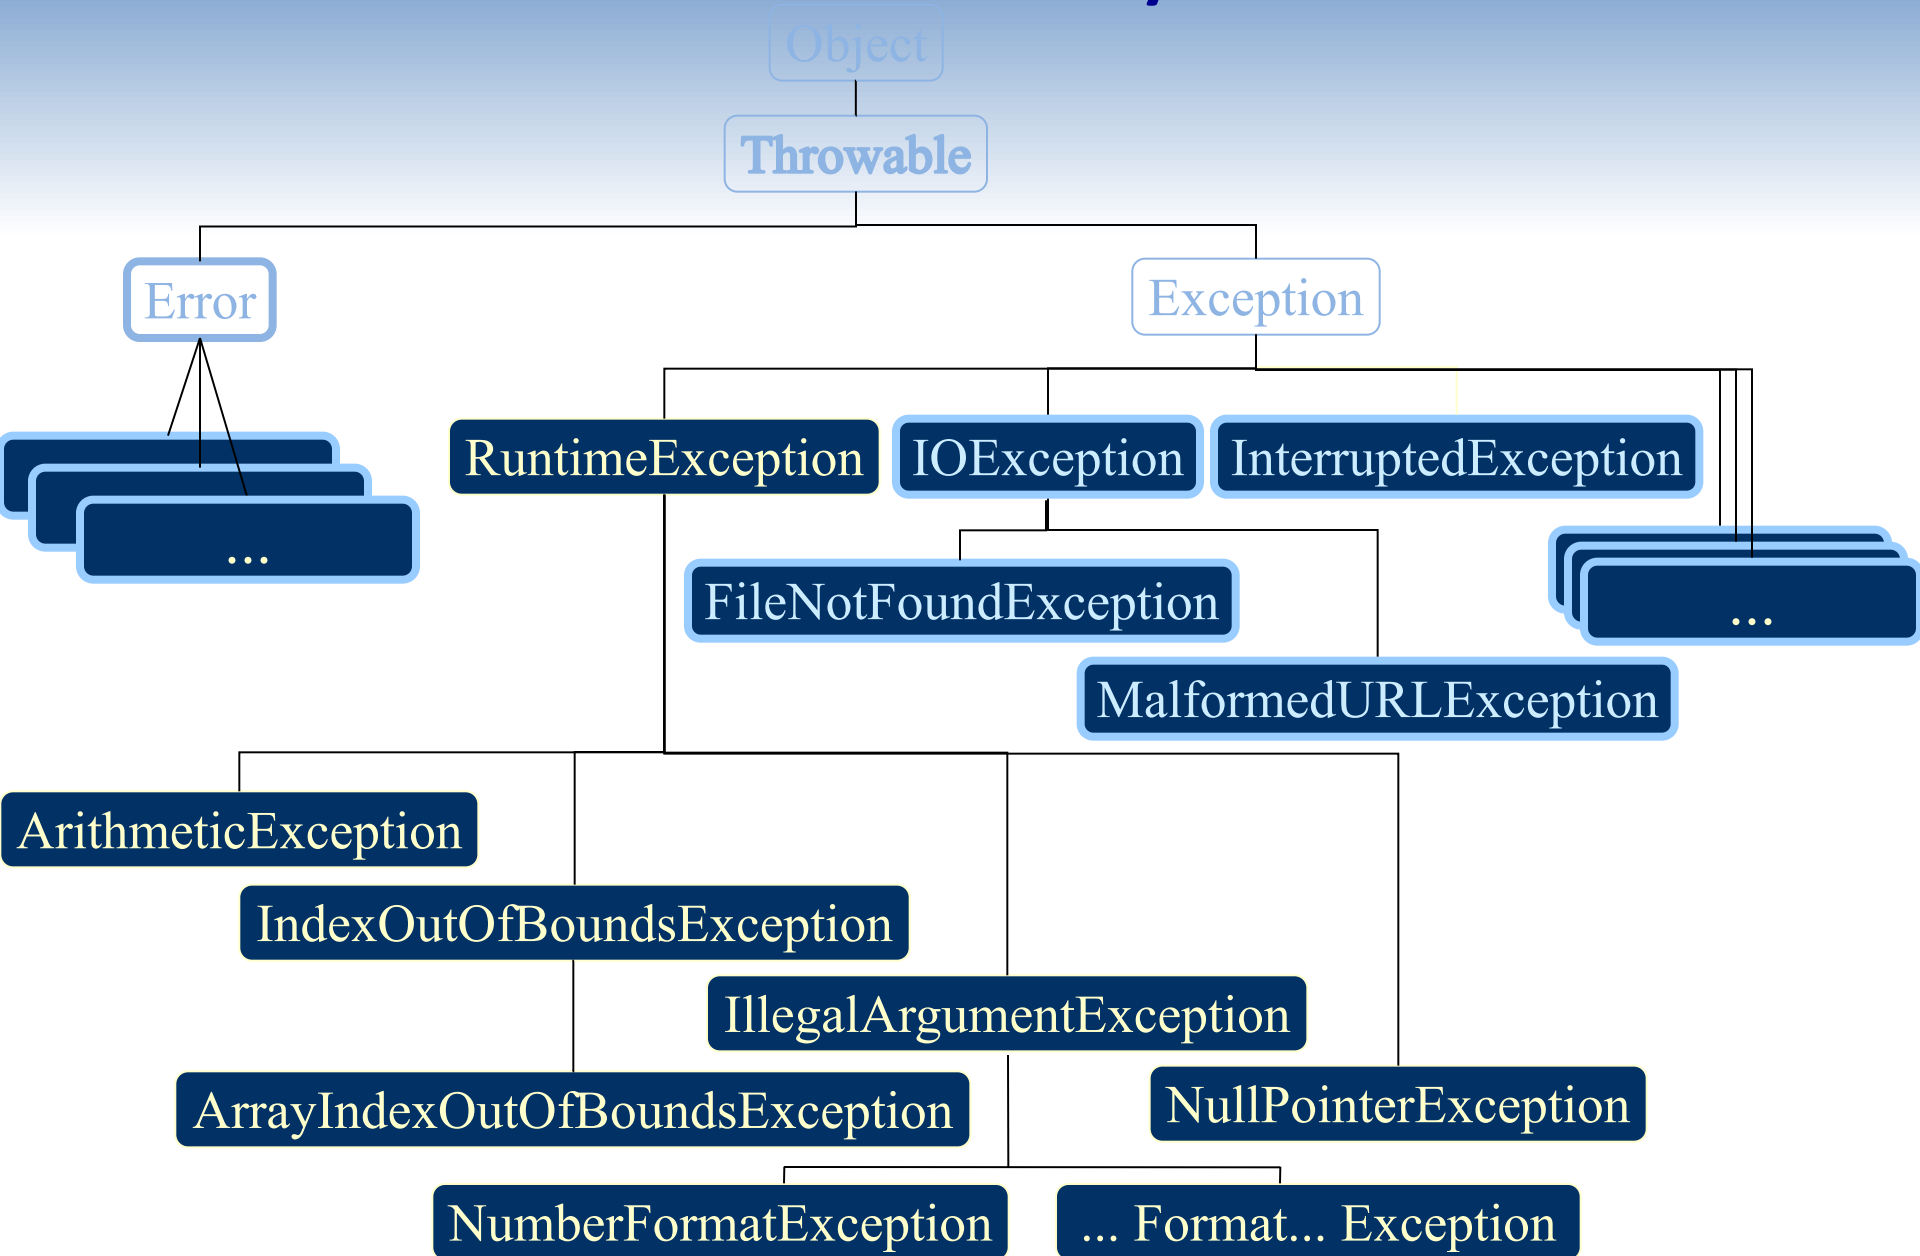 Object
Throwable
Error
Exception
RuntimeException
IOException
InterruptedException
...
FileNotFoundException
...
MalformedURLException
ArithmeticException
IndexOutOfBoundsException
IllegalArgumentException
ArrayIndexOutOfBoundsException
NullPointerException
NumberFormatException
... Format... Exception